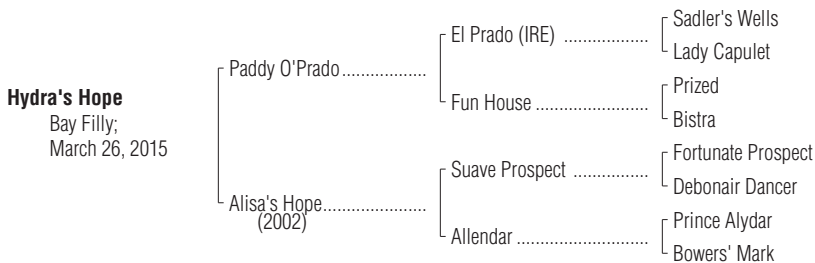 Hydra's Hope
Bay Filly;
March 26, 2015
Paddy O'Prado..................
Alisa's Hope......................
(2002)
El Prado (IRE) ..................
Fun House ........................
Suave Prospect ................
Allendar ............................
Sadler's Wells
Lady Capulet
Prized
Bistra
Fortunate Prospect
Debonair Dancer
Prince Alydar
Bowers' Mark